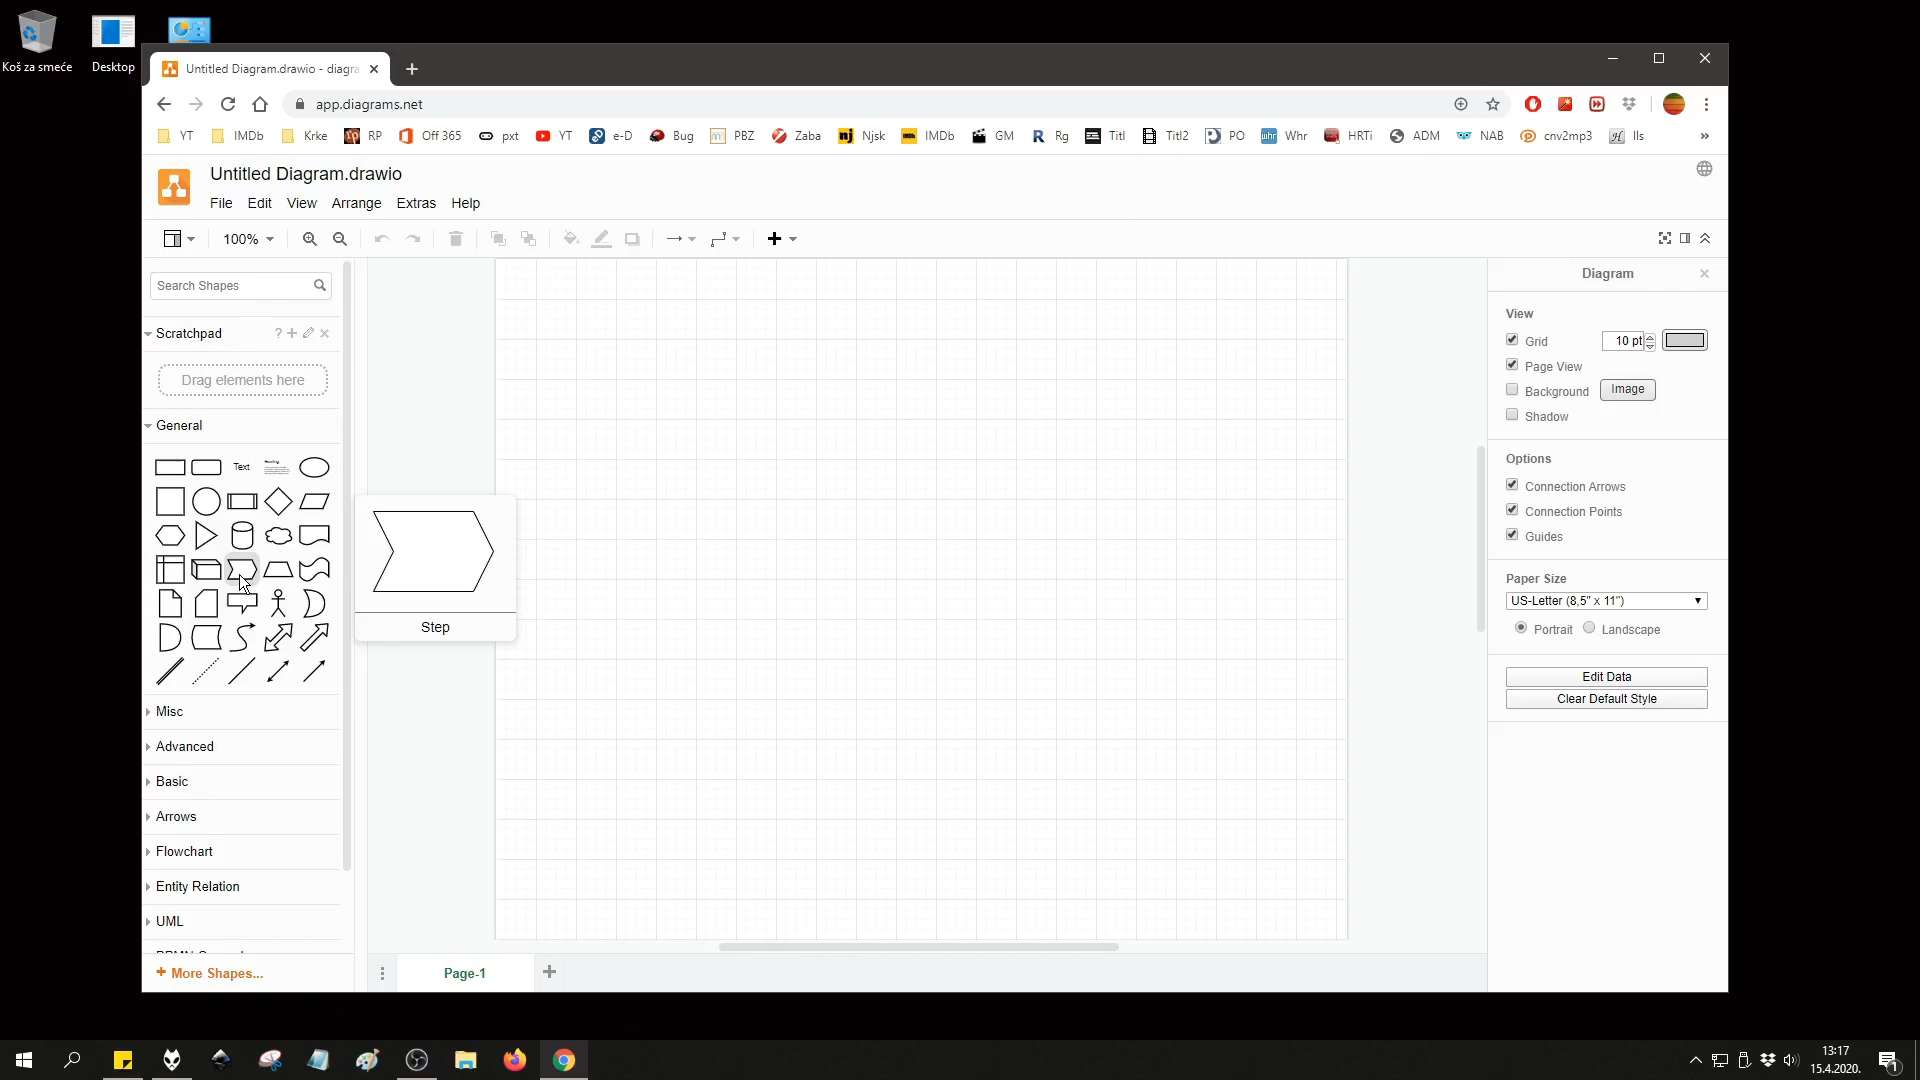 Koš za smeće
Desktop
Untitled Diagram.drawio - diagra
app.diagrams.net
YT
IMDb
Krke
RP
Off 365
pxt
YT
e-D
Bug
PBZ
Zaba
Njsk
IMDb
GM
Rg
Titl
Titl2
PO
Whr
HRTi
ADM
NAB
cnv2mp3
Untitled Diagram.drawio
File
Edit
View
Arrange
Extras
Help
100%
Search Shapes
Scratchpad
?
Drag elements here
General
Text
Step
Misc
Advanced
Basic
Arrows
Flowchart
Entity Relation
UML
More Shapes...
Page-1
Diagram
View
Grid
10 pt
Page View
Background
Image
Shadow
Options
Connection Arrows
Connection Points
Guides
Paper Size
US-Letter (8,5" x 11")
Portrait
Landscape
Edit Data
Clear Default Style
13:17
15.4.2020.
1